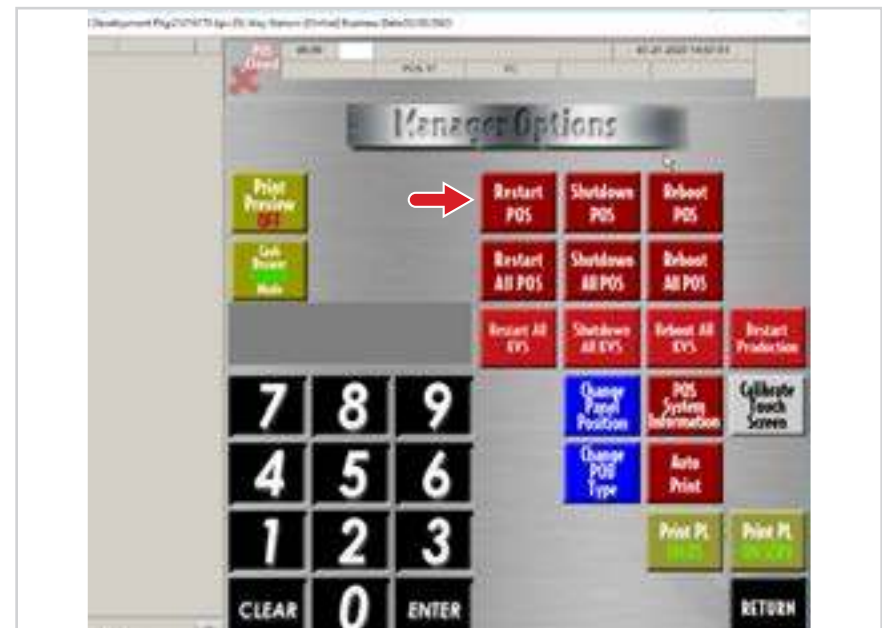 POS
Closed
Manager Options
Print
Preview
OFF
Restart
POS
Shutdown
POS
Reboot
POS
Cash
Drawer
Mode
Restart
All POS
Shutdown
All POS
Reboot
All POS
Restart All
KVS
Shutdown
All KVS
Reboot All
KVS
Restart
Production
7
8
9
Change
Panel
Position
POS
System
Information
Calibrate
Touch
Screen
4
5
6
Change
POD
Type
Auto
Print
1
2
3
Print PL
Print PL
CLEAR
0
ENTER
RETURN